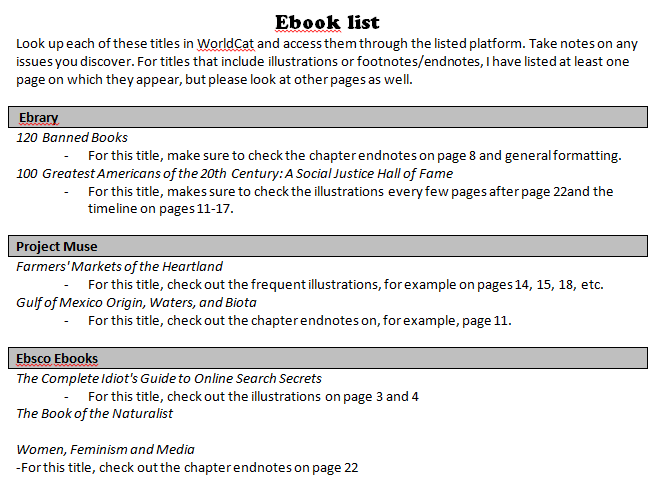 Ebook list
Look up each of these titles in WorldCat and access them through the listed platform. Take notes on any
issues you discover. For titles that include illustrations or footnotes/endnotes, I have listed at least one
page on which they appear, but please look at other pages as well.
Ebrary
120 Banned Books
- For this title, make sure to check the chapter endnotes on page 8 and general formatting.
100 Greatest Americans of the 20th Century: A Social Justice Hall of Fame
- For this title, makes sure to check the illustrations every few pages after page 22and the
timeline on pages 11-17.
Project Muse
Farmers' Markets of the Heartland
- For this title, check out the frequent illustrations, for example on pages 14, 15, 18, etc.
Gulf of Mexico Origin, Waters, and Biota
- For this title, check out the chapter endnotes on, for example, page 11.
Ebsco Ebooks
The Complete Idiot's Guide to Online Search Secrets
- For this title, check out the illustrations on page 3 and 4
The Book of the Naturalist
Women, Feminism and Media
-For this title, check out the chapter endnotes on page 22